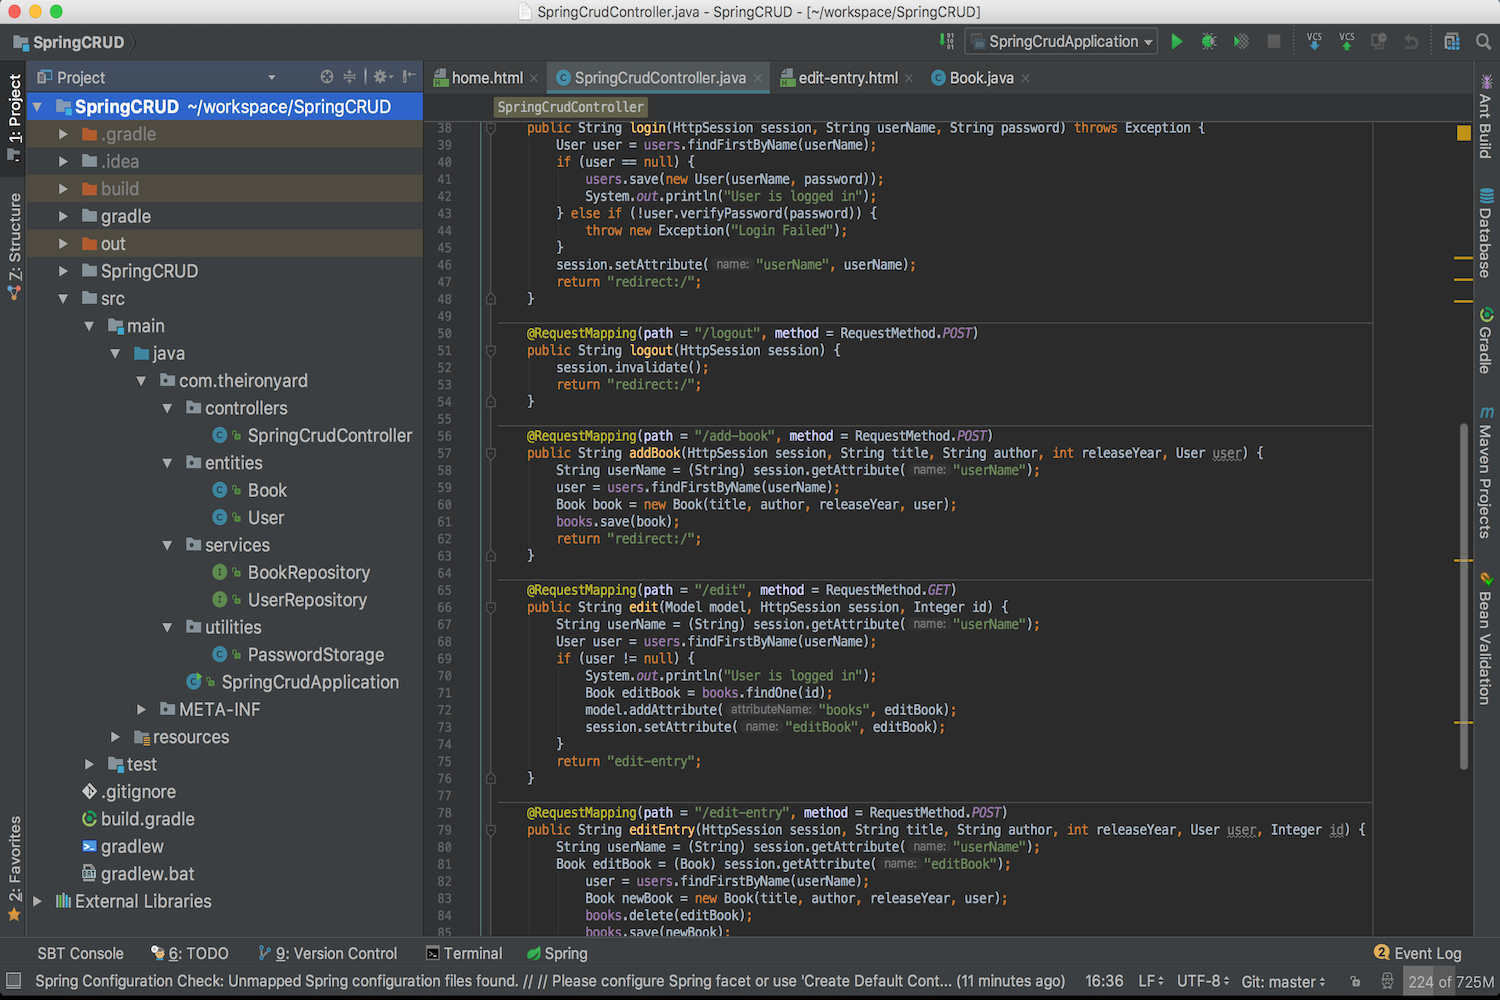 SpringCrudController.java - SpringCRUD - [~/workspace/SpringCRUD]
SpringCRUD
SpringCrudApplication
VCS
VCS
1: Project
Z: Structure
2: Favorites
Project
SpringCRUD ~/workspace/SpringCRUD
.gradle
.idea
build
gradle
out
SpringCRUD
src
main
java
com.theironyard
controllers
SpringCrudController
entities
Book
User
services
BookRepository
UserRepository
utilities
PasswordStorage
SpringCrudApplication
META-INF
resources
test
.gitignore
build.gradle
gradlew
gradlew.bat
External Libraries
home.html
SpringCrudController.java
edit-entry.html
Book.java
SpringCrudController
38 public String login(HttpSession session, String userName, String password) throws Exception {
39 User user = users.findFirstByName(userName);
40 if (user == null) {
41 users.save(new User(userName, password));
42 System.out.println("User is logged in");
43 } else if (!user.verifyPassword(password)) {
44 throw new Exception("Login Failed");
45 }
46 session.setAttribute( name: "userName", userName);
47 return "redirect:/";
48 }
49
50 @RequestMapping(path = "/logout", method = RequestMethod.POST)
51 public String logout(HttpSession session) {
52 session.invalidate();
53 return "redirect:/";
54 }
55
56 @RequestMapping(path = "/add-book", method = RequestMethod.POST)
57 public String addBook(HttpSession session, String title, String author, int releaseYear, User user) {
58 String userName = (String) session.getAttribute( name: "userName");
59 user = users.findFirstByName(userName);
60 Book book = new Book(title, author, releaseYear, user);
61 books.save(book);
62 return "redirect:/";
63 }
64
65 @RequestMapping(path = "/edit", method = RequestMethod.GET)
66 public String edit(Model model, HttpSession session, Integer id) {
67 String userName = (String) session.getAttribute( name: "userName");
68 User user = users.findFirstByName(userName);
69 if (user != null) {
70 System.out.println("User is logged in");
71 Book editBook = books.findOne(id);
72 model.addAttribute( attributeName: "books", editBook);
73 session.setAttribute( name: "editBook", editBook);
74 }
75 return "edit-entry";
76 }
77
78 @RequestMapping(path = "/edit-entry", method = RequestMethod.POST)
79 public String editEntry(HttpSession session, String title, String author, int releaseYear, User user, Integer id) {
80 String userName = (String) session.getAttribute( name: "userName");
81 Book editBook = (Book) session.getAttribute( name: "editBook");
82 user = users.findFirstByName(userName);
83 Book newBook = new Book(title, author, releaseYear, user);
84 books.delete(editBook);
85 books.save(newBook);
Ant Build
Database
Gradle
Maven Projects
Bean Validation
SBT Console
6: TODO
9: Version Control
Terminal
Spring
2 Event Log
Spring Configuration Check: Unmapped Spring configuration files found. // // Please configure Spring facet or use 'Create Default Cont... (11 minutes ago)
16:36
LF
UTF-8
Git: master
224 of 725M